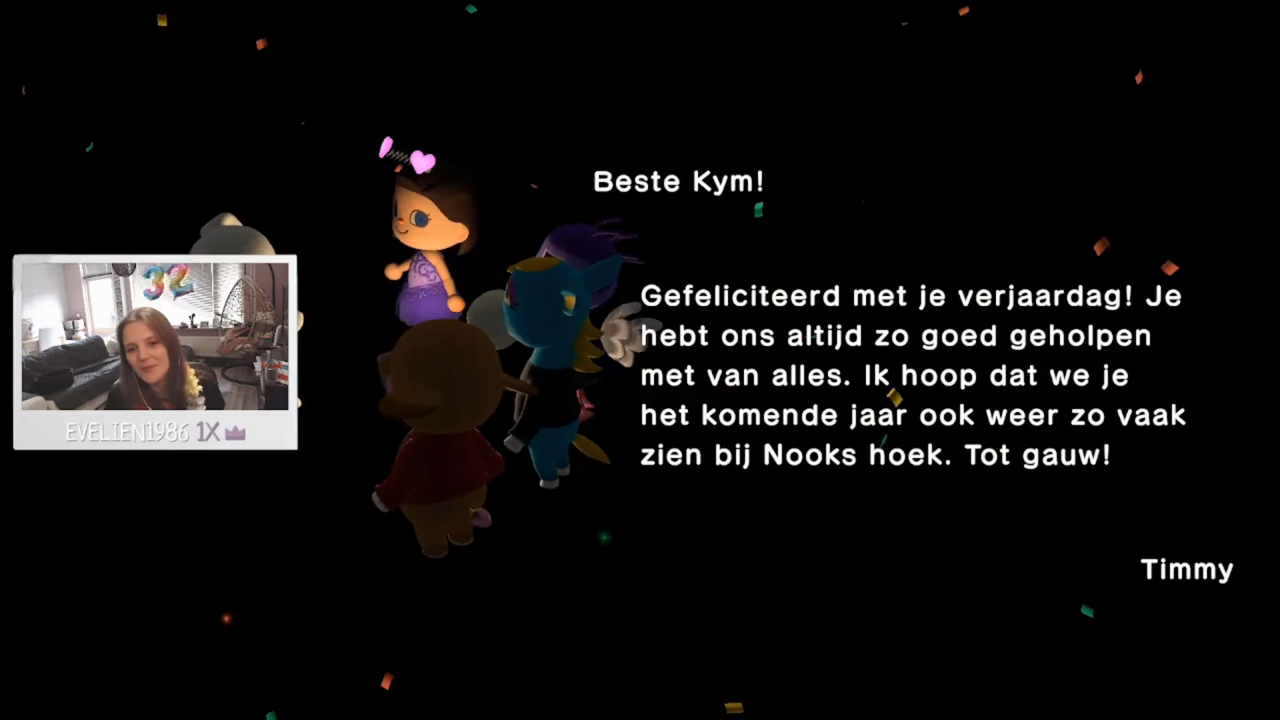 Beste Kym!
Gefeliciteerd met je verjaardag! Je
hebt ons altijd zo goed geholpen
met van alles. Ik hoop dat we je
het komende jaar ook weer zo vaak
zien bij Nooks hoek. Tot gauw!
Timmy
32
EVELIEN1986 1X